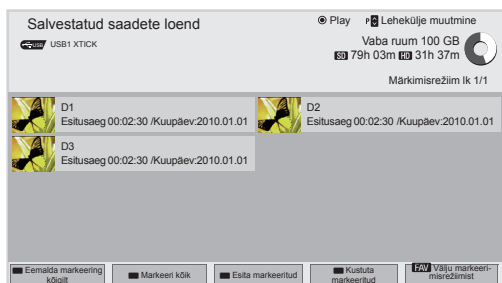 Salvestatud saadete loend
Play P Lehekülje muutmine
USB USB1 XTICK
Vaba ruum 100 GB
SD 79h 03m HD 31h 37m
Märkimisrežiim lk 1/1
D1
Esitusaeg 00:02:30 /Kuupäev:2010.01.01
D2
Esitusaeg 00:02:30 /Kuupäev:2010.01.01
D3
Esitusaeg 00:02:30 /Kuupäev:2010.01.01
Eemalda markeering
kõigilt
Markeeri kõik
Esita markeeritud
Kustuta
markeeritud
FAV Välju markeeri-
misrežiimist